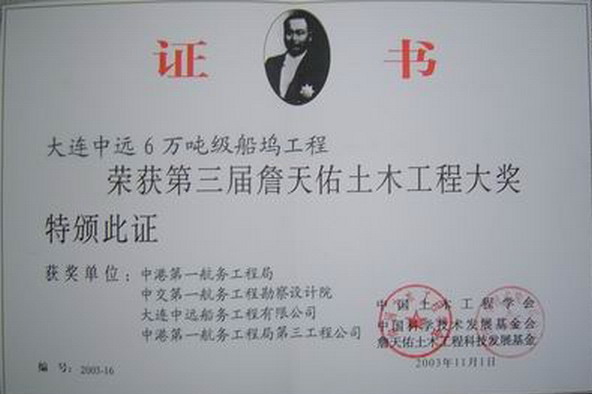 证 书
大连中远6万吨级船坞工程
荣获第三届詹天佑土木工程大奖
特颁此证
获奖单位：中港第一航务工程局
中交第一航务工程勘察设计院
大连中远船务工程有限公司
中港第一航务工程局第三工程公司
中国土木工程学会
中国科学技术发展基金会
詹天佑土木工程科技发展基金
2003年11月1日
编 号：2003-16